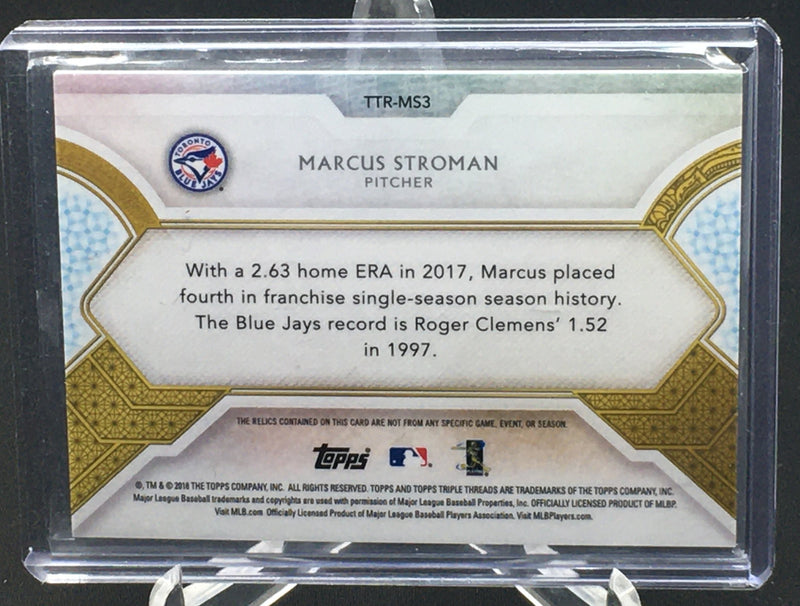 TTR-MS3
TORONTO
BLUE JAYS
MARCUS STROMAN
PITCHER
With a 2.63 home ERA in 2017, Marcus placed
fourth in franchise single-season season history.
The Blue Jays record is Roger Clemens' 1.52
in 1997.
THE RELICS CONTAINED ON THIS CARD ARE NOT FROM ANY SPECIFIC GAME, EVENT, OR SEASON.
Topps
®, TM & © 2018 THE TOPPS COMPANY, INC. ALL RIGHTS RESERVED. TOPPS AND TOPPS TRIPLE THREADS ARE TRADEMARKS OF THE TOPPS COMPANY, INC.
Major League Baseball trademarks and copyrights are used with permission of Major League Baseball Properties, Inc. OFFICIALLY LICENSED PRODUCT OF MLBP.
Visit MLB.com Officially Licensed Product of Major League Baseball Players Association. Visit MLBPlayers.com.